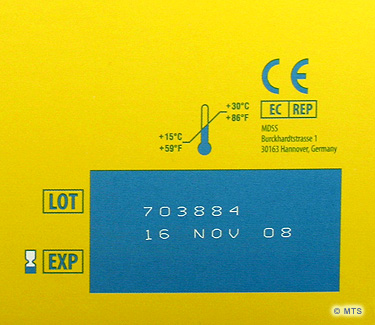 CE
EC REP
MDSS
Burckhardtstrasse 1
30163 Hannover, Germany
+30°C
+86°F
+15°C
+59°F
LOT
703884
EXP
16 NOV 08
© MTS